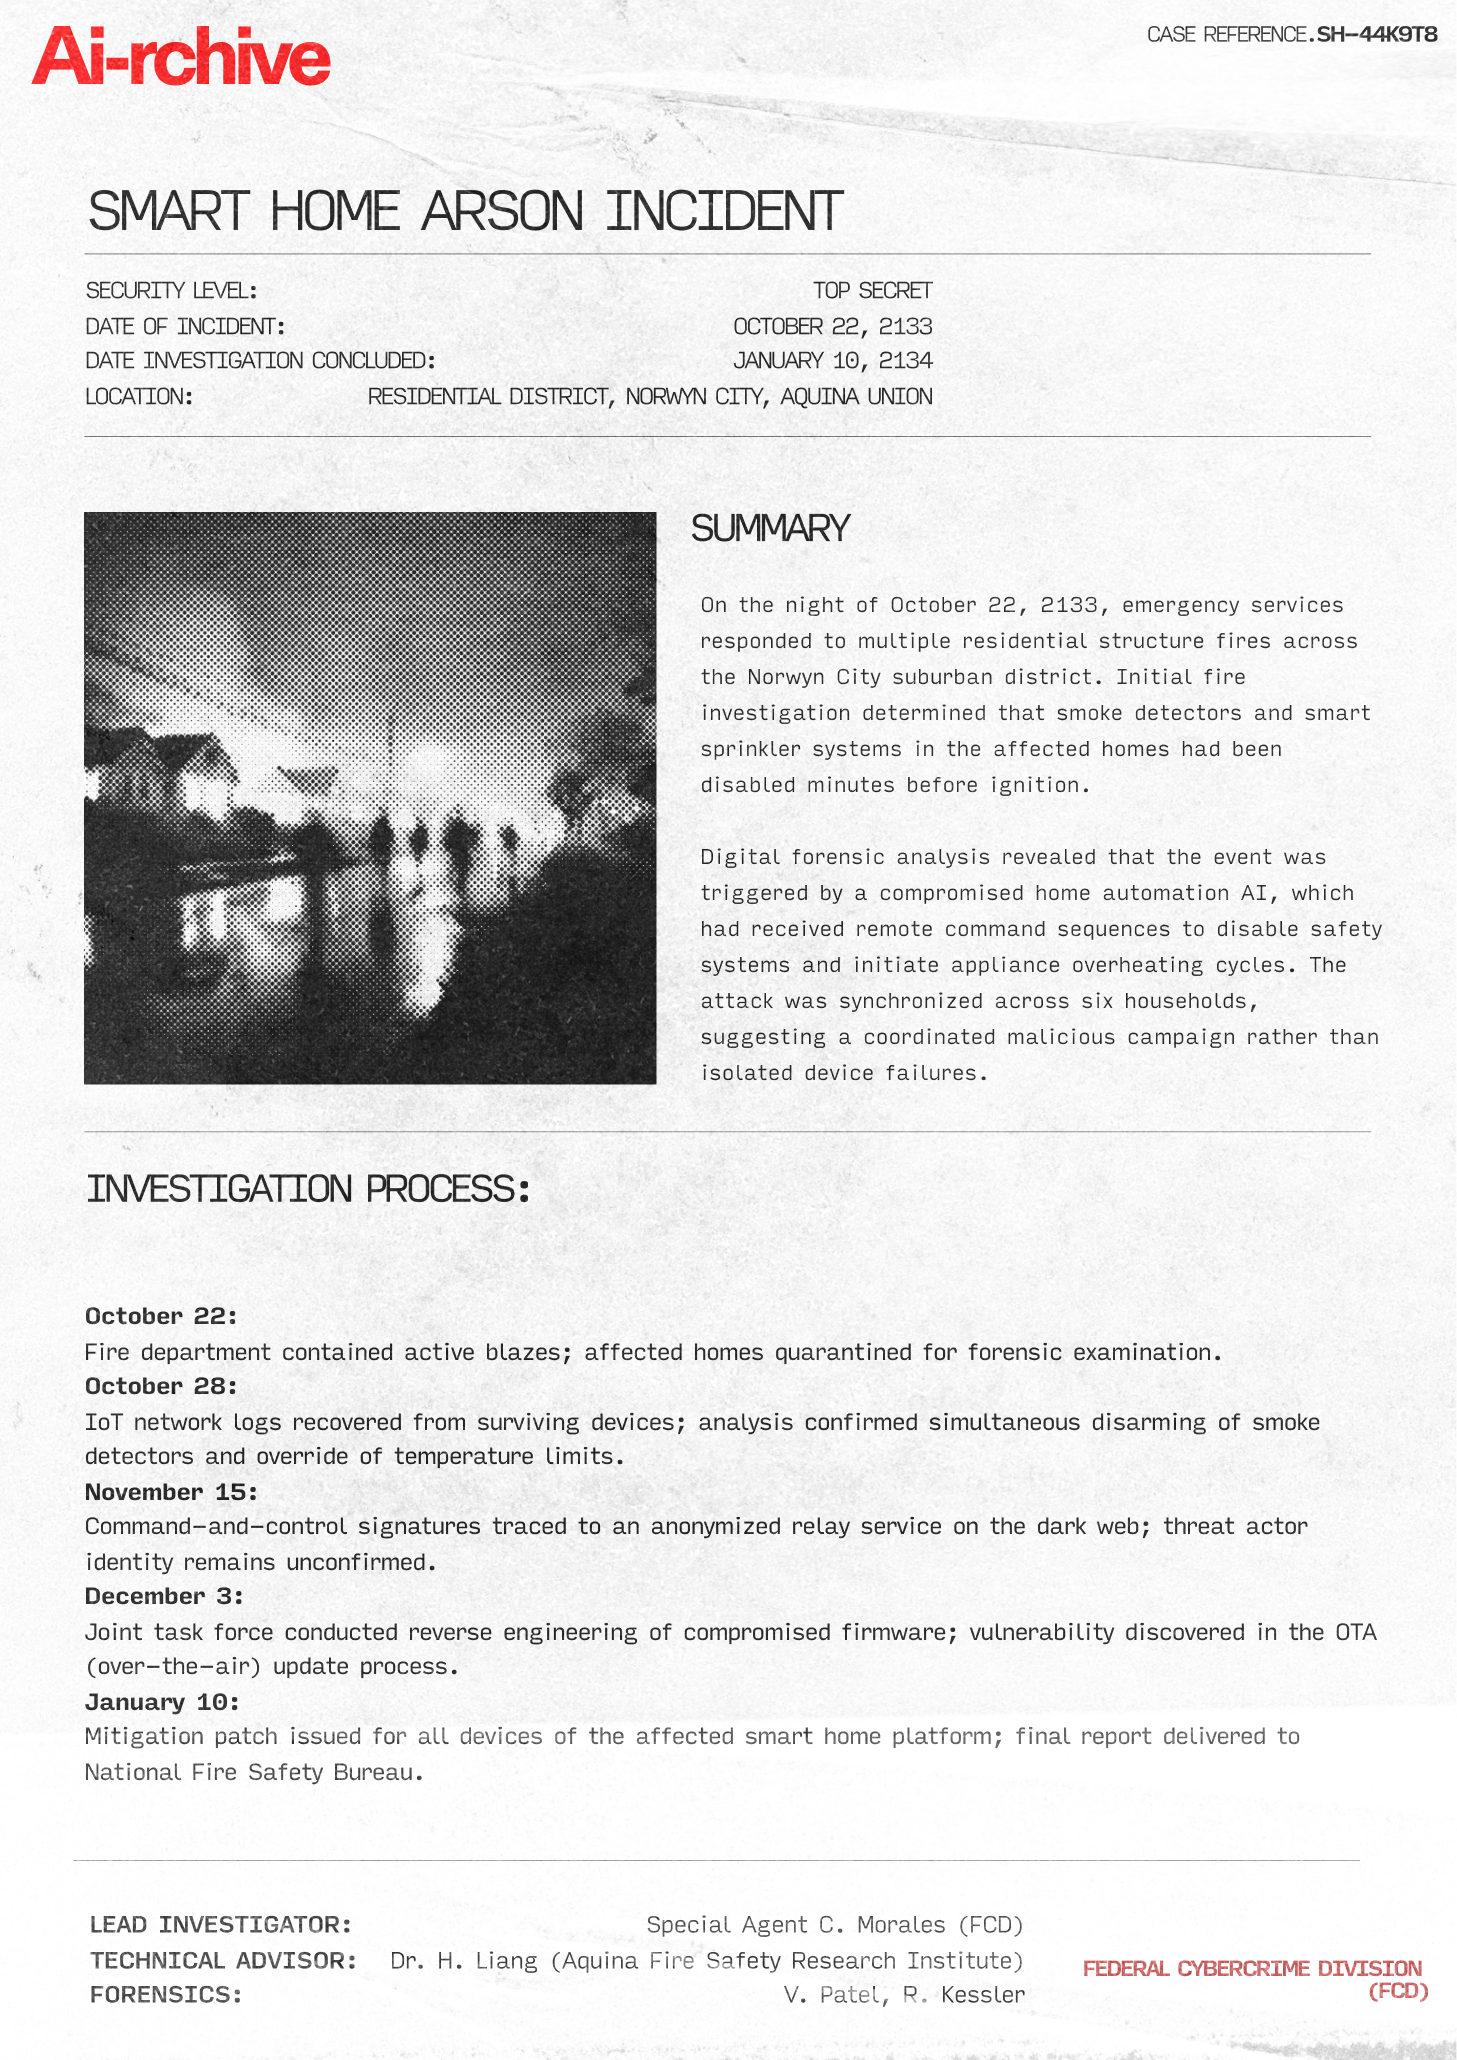 Ai-rchive
CASE REFERENCE.SH-44K9T8
SMART HOME ARSON INCIDENT
SECURITY LEVEL: TOP SECRET
DATE OF INCIDENT: OCTOBER 22, 2133
DATE INVESTIGATION CONCLUDED: JANUARY 10, 2134
LOCATION: RESIDENTIAL DISTRICT, NORWYN CITY, AQUINA UNION
SUMMARY
On the night of October 22, 2133, emergency services
responded to multiple residential structure fires across
the Norwyn City suburban district. Initial fire
investigation determined that smoke detectors and smart
sprinkler systems in the affected homes had been
disabled minutes before ignition.
Digital forensic analysis revealed that the event was
triggered by a compromised home automation AI, which
had received remote command sequences to disable safety
systems and initiate appliance overheating cycles. The
attack was synchronized across six households,
suggesting a coordinated malicious campaign rather than
isolated device failures.
INVESTIGATION PROCESS:
October 22:
Fire department contained active blazes; affected homes quarantined for forensic examination.
October 28:
IoT network logs recovered from surviving devices; analysis confirmed simultaneous disarming of smoke
detectors and override of temperature limits.
November 15:
Command-and-control signatures traced to an anonymized relay service on the dark web; threat actor
identity remains unconfirmed.
December 3:
Joint task force conducted reverse engineering of compromised firmware; vulnerability discovered in the OTA
(over-the-air) update process.
January 10:
Mitigation patch issued for all devices of the affected smart home platform; final report delivered to
National Fire Safety Bureau.
LEAD INVESTIGATOR: Special Agent C. Morales (FCD)
TECHNICAL ADVISOR: Dr. H. Liang (Aquina Fire Safety Research Institute)
FORENSICS: V. Patel, R. Kessler
FEDERAL CYBERCRIME DIVISION
(FCD)